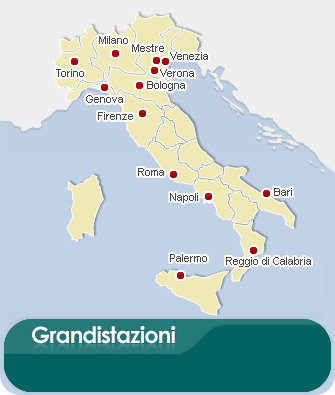 Milano
Mestre
Venezia
Torino
Verona
Genova
Bologna
Firenze
Roma
Napoli
Bari
Palermo
Reggio di Calabria
Grandistazioni